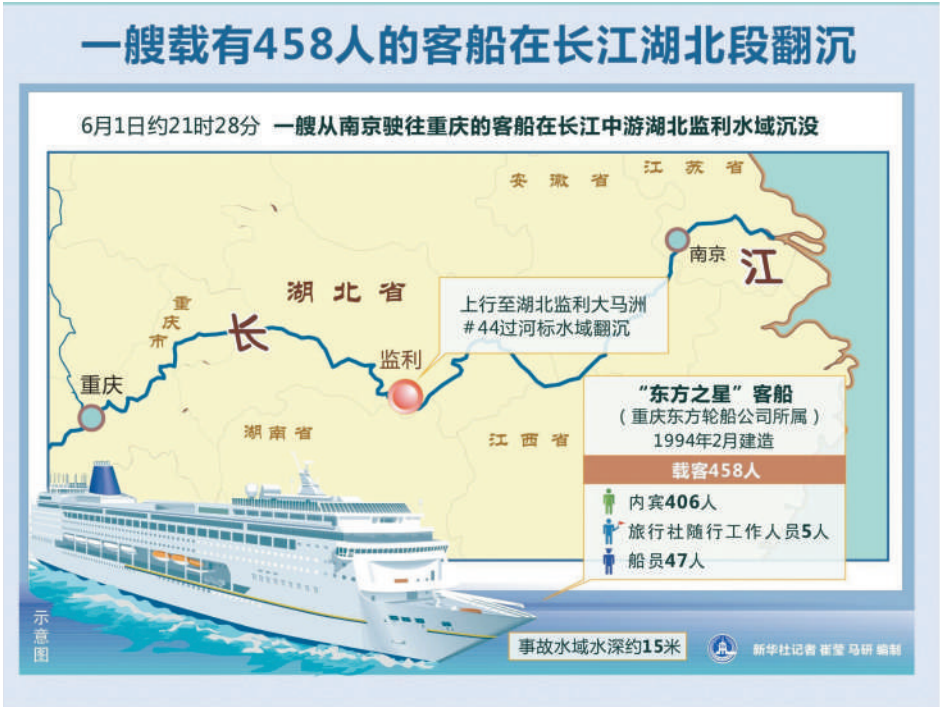 一艘载有458人的客船在长江湖北段翻沉
6月1日约21时28分 一艘从南京驶往重庆的客船在长江中游湖北监利水域沉没
安徽省
江苏省
南京
江
湖北省
上行至湖北监利大马洲
#44过河标水域翻沉
重庆市
长
监利
重庆
湖南省
江西省
“东方之星”客船
（重庆东方轮船公司所属）
1994年2月建造
载客458人
内宾406人
旅行社随行工作人员5人
船员47人
示意图
事故水域水深约15米
新华社记者 崔莹 马研 编制